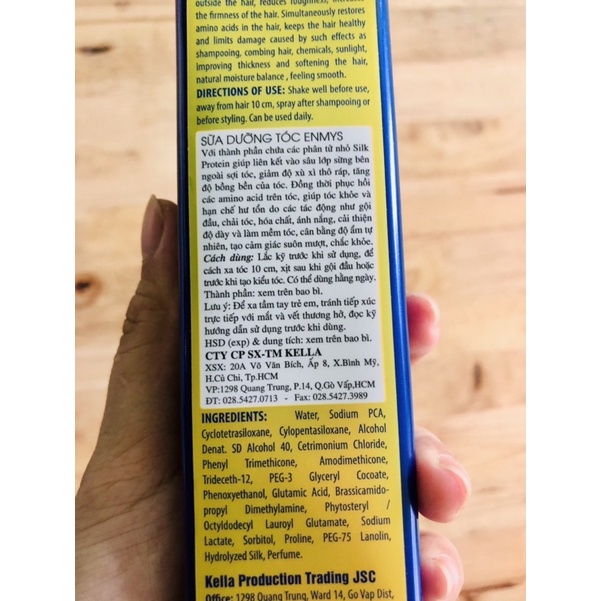 outside the hair, reduces roughness, increases
the firmness of the hair. Simultaneously restores
amino acids in the hair, keeps the hair healthy
and limits damage caused by such effects as
shampooing, combing hair, chemicals, sunlight,
improving thickness and softening the hair,
natural moisture balance , feeling smooth.
DIRECTIONS OF USE: Shake well before use,
away from hair 10 cm, spray after shampooing or
before styling. Can be used daily.
SỮA DƯỠNG TÓC ENMYS
Với thành phần chứa các phân tử nhỏ Silk
Protein giúp liên kết vào sâu lớp sừng bên
ngoài sợi tóc, giảm độ xù xì thô ráp, tăng
độ bồng bềnh của tóc. Đồng thời phục hồi
các amino acid trên tóc, giúp tóc khỏe và
hạn chế hư tổn do các tác động như gội
đầu, chải tóc, hóa chất, ánh nắng, cải thiện
độ dày và làm mềm tóc, cân bằng độ ẩm tự
nhiên, tạo cảm giác suôn mượt, chắc khỏe.
Cách dùng: Lắc kỹ trước khi sử dụng, để
cách xa tóc 10 cm, xịt sau khi gội đầu hoặc
trước khi tạo kiểu tóc. Có thể dùng hằng ngày.
Thành phần: xem trên bao bì.
Lưu ý: Để xa tầm tay trẻ em, tránh tiếp xúc
trực tiếp với mắt và vết thương hở, đọc kỹ
hướng dẫn sử dụng trước khi dùng.
HSD (exp) & dung tích: xem trên bao bì.
CTY CP SX-TM KELLA
XSX: 20A Võ Văn Bích, Ấp 8, X.Bình Mỹ,
H.Củ Chi, Tp.HCM
VP:1298 Quang Trung, P.14, Q.Gò Vấp,HCM
ĐT: 028.5427.0713 - Fax: 028.5427.3989
INGREDIENTS: Water, Sodium PCA,
Cyclotetrasiloxane, Cylopentasiloxane, Alcohol
Denat. SD Alcohol 40, Cetrimonium Chloride,
Phenyl Trimethicone, Amodimethicone,
Trideceth-12, PEG-3 Glyceryl Cocoate,
Phenoxyethanol, Glutamic Acid, Brassicamido-
propyl Dimethylamine, Phytosteryl /
Octyldodecyl Lauroyl Glutamate, Sodium
Lactate, Sorbitol, Proline, PEG-75 Lanolin,
Hydrolyzed Silk, Perfume.
Kella Production Trading JSC
Office: 1298 Quang Trung, Ward 14, Go Vap Dist,